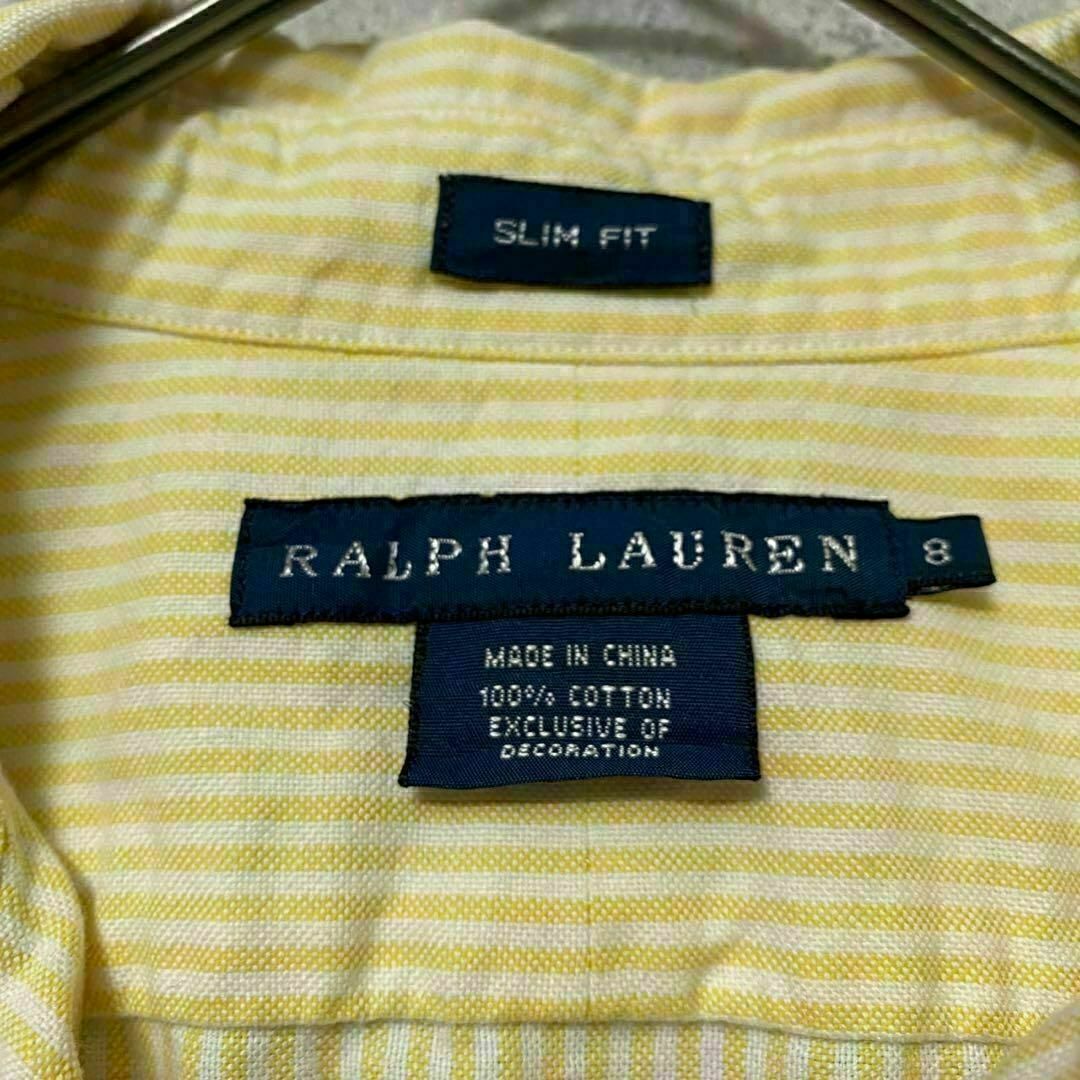 SLIM FIT
RALPH LAUREN 8
MADE IN CHINA
100% COTTON
EXCLUSIVE OF
DECORATION